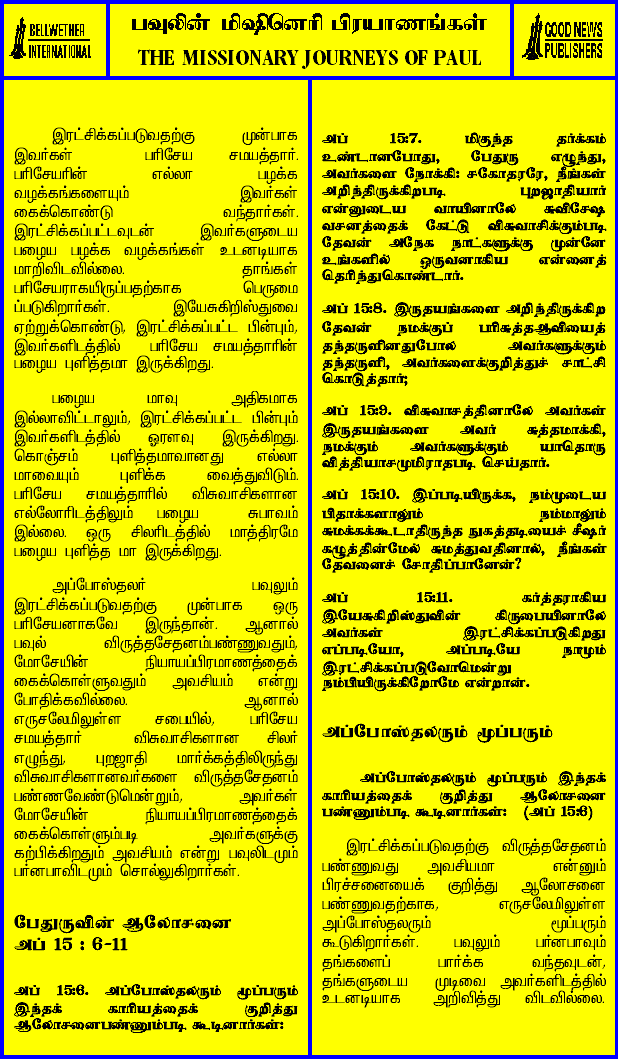 BELLWETHER
INTERNATIONAL
பவுலின் மிஷினெரி பிரயாணங்கள்
THE MISSIONARY JOURNEYS OF PAUL
GOOD NEWS
PUBLISHERS
இரட்சிக்கப்படுவதற்கு முன்பாக
இவர்கள் பரிசேய சமயத்தார்.
பரிசேயரின் எல்லா பழக்க
வழக்கங்களையும் இவர்கள்
கைக்கொண்டு வந்தார்கள்.
இரட்சிக்கப்பட்டவுடன் இவர்களுடைய
பழைய பழக்க வழக்கங்கள் உடனடியாக
மாறிவிடவில்லை. தாங்கள்
பரிசேயராகயிருப்பதற்காக பெருமை
ப்படுகிறார்கள். இயேசுகிறிஸ்துவை
ஏற்றுக்கொண்டு, இரட்சிக்கப்பட்ட பின்பும்,
இவர்களிடத்தில் பரிசேய சமயத்தாரின்
பழைய புளித்தமா இருக்கிறது.
பழைய மாவு அதிகமாக
இல்லாவிட்டாலும், இரட்சிக்கப்பட்ட பின்பும்
இவர்களிடத்தில் ஓரளவு இருக்கிறது.
கொஞ்சம் புளித்தமாவானது எல்லா
மாவையும் புளிக்க வைத்துவிடும்.
பரிசேய சமயத்தாரில் விசுவாசிகளான
எல்லோரிடத்திலும் பழைய சுபாவம்
இல்லை. ஒரு சிலரிடத்தில் மாத்திரமே
பழைய புளித்த மா இருக்கிறது.
அப்போஸ்தலர் பவுலும்
இரட்சிக்கப்படுவதற்கு முன்பாக ஒரு
பரிசேயனாகவே இருந்தான். ஆனால்
பவுல் விருத்தசேதனம்பண்ணுவதும்,
மோசேயின் நியாயப்பிரமாணத்தைக்
கைக்கொள்ளுவதும் அவசியம் என்று
போதிக்கவில்லை. ஆனால்
எருசலேமிலுள்ள சபையில், பரிசேய
சமயத்தார் விசுவாசிகளான சிலர்
எழுந்து, புறஜாதி மார்க்கத்திலிருந்து
விசுவாசிகளானவர்களை விருத்தசேதனம்
பண்ணவேண்டுமென்றும், அவர்கள்
மோசேயின் நியாயப்பிரமாணத்தைக்
கைக்கொள்ளும்படி அவர்களுக்கு
கற்பிக்கிறதும் அவசியம் என்று பவுலிடமும்
பர்னபாவிடமும் சொல்லுகிறார்கள்.
பேதுருவின் ஆலோசனை
அப் 15 : 6-11
அப் 15:6. அப்போஸ்தலரும் மூப்பரும்
இந்தக் காரியத்தைக் குறித்து
ஆலோசனைபண்ணும்படி கூடினார்கள்:
அப் 15:7. மிகுந்த தர்க்கம்
உண்டானபோது, பேதுரு எழுந்து,
அவர்களை நோக்கி: சகோதரரே, நீங்கள்
அறிந்திருக்கிறபடி, புறஜாதியார்
என்னுடைய வாயினாலே சுவிசேஷ
வசனத்தைக் கேட்டு விசுவாசிக்கும்படி
தேவன் அநேக நாட்களுக்கு முன்னே
உங்களில் ஒருவனாகிய என்னைத்
தெரிந்துகொண்டார்.
அப் 15:8. இருதயங்களை அறிந்திருக்கிற
தேவன் நமக்குப் பரிசுத்தஆவியைத்
தந்தருளினதுபோல் அவர்களுக்கும்
தந்தருளி, அவர்களைக்குறித்துச் சாட்சி
கொடுத்தார்;
அப் 15:9. விசுவாசத்தினாலே அவர்கள்
இருதயங்களை அவர் சுத்தமாக்கி,
நமக்கும் அவர்களுக்கும் யாதொரு
வித்தியாசமுமிராதபடி செய்தார்.
அப் 15:10. இப்படியிருக்க, நம்முடைய
பிதாக்களாலும் நம்மாலும்
சுமக்கக்கூடாதிருந்த நுகத்தடியைச் சீஷர்
கழுத்தின்மேல் சுமத்துவதினால், நீங்கள்
தேவனைச் சோதிப்பானேன்?
அப் 15:11. கர்த்தராகிய
இயேசுகிறிஸ்துவின் கிருபையினாலே
அவர்கள் இரட்சிக்கப்படுகிறது
எப்படியோ, அப்படியே நாமும்
இரட்சிக்கப்படுவோமென்று
நம்பியிருக்கிறோமே என்றான்.
அப்போஸ்தலரும் மூப்பரும்
அப்போஸ்தலரும் மூப்பரும் இந்தக்
காரியத்தைக் குறித்து ஆலோசனை
பண்ணும்படி கூடினார்கள்: (அப் 15:6)
இரட்சிக்கப்படுவதற்கு விருத்தசேதனம்
பண்ணுவது அவசியமா என்னும்
பிரச்சனையைக் குறித்து ஆலோசனை
பண்ணுவதற்காக, எருசலேமிலுள்ள
அப்போஸ்தலரும் மூப்பரும்
கூடுகிறார்கள். பவுலும் பர்னபாவும்
தங்களைப் பார்க்க வந்தவுடன்,
தங்களுடைய முடிவை அவர்களிடத்தில்
உடனடியாக அறிவித்து விடவில்லை.